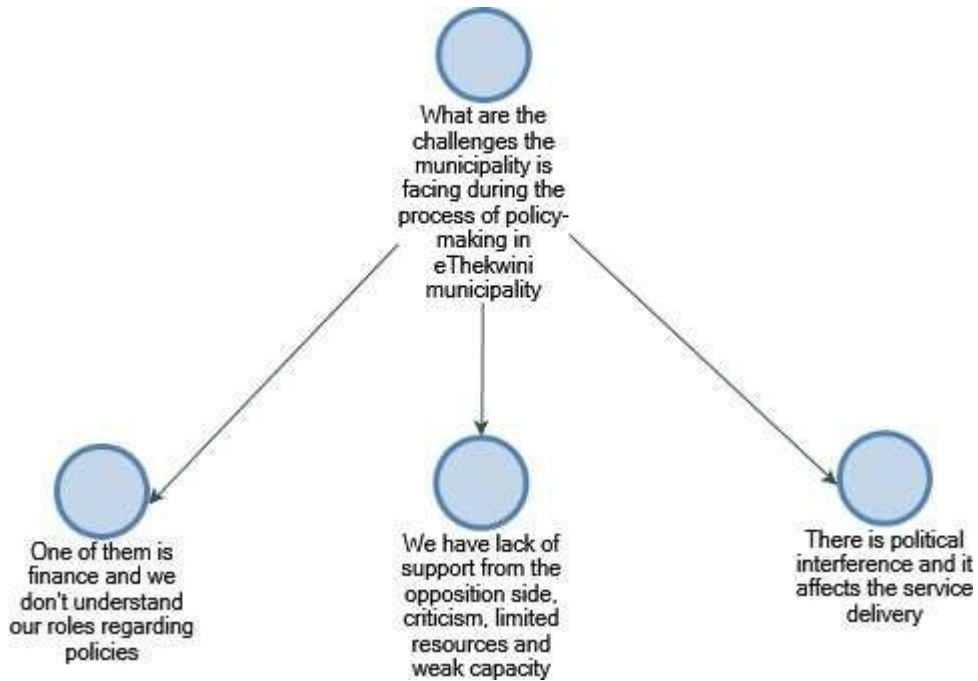 What are the
challenges the
municipality is
facing during the
process of policy-
making in
eThekwini
municipality
One of them is
finance and we
don't understand
our roles regarding
policies
We have lack of
support from the
opposition side,
criticism, limited
resources and
weak capacity
There is political
interference and it
affects the service
delivery